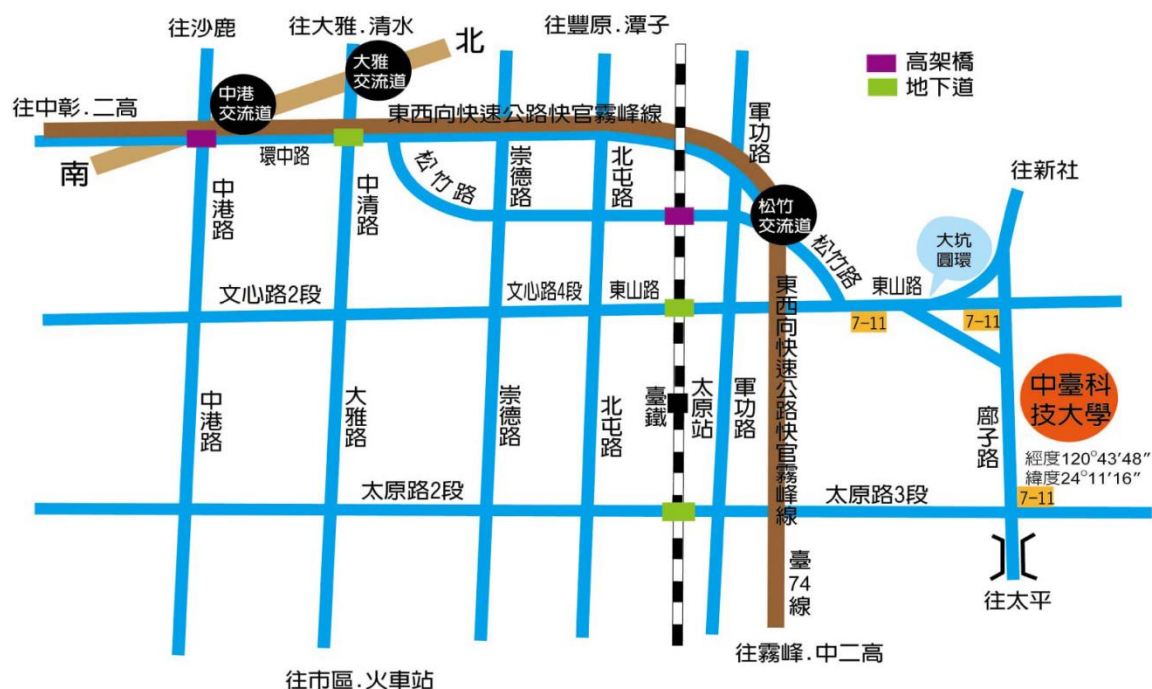 往沙鹿
往大雅.清水
北
往豐原.潭子
高架橋
地下道
大雅
交流道
中港
交流道
往中彰.二高
東西向快速公路快官霧峰線
南
環中路
松竹路
崇德路
北屯路
軍功路
往新社
中港路
中清路
松竹
交流道
松竹路
大坑
圓環
文心路2段
文心路4段
東山路
東山路
7-11
7-11
東西向快速公路快官霧峰線
中港路
大雅路
崇德路
北屯路
臺鐵
太原站
軍功路
廍子路
中臺科
技大學
經度120°43′48″
緯度24°11′16″
7-11
太原路2段
太原路3段
臺74線
往太平
往霧峰.中二高
往市區.火車站